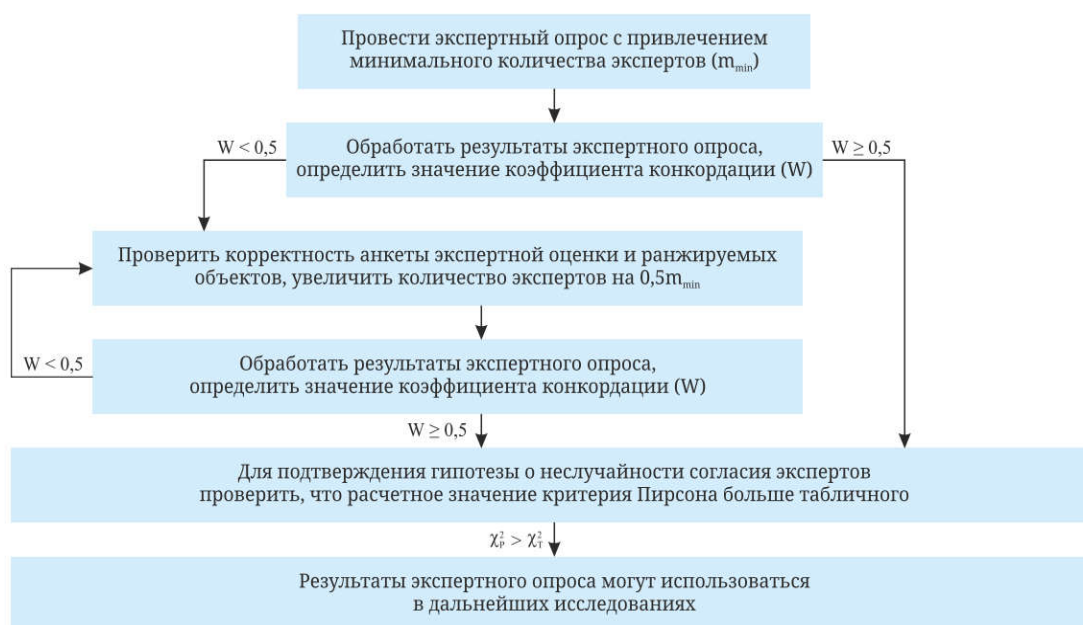 Провести экспертный опрос с привлечением
минимального количества экспертов (mmin)
W < 0,5
Обработать результаты экспертного опроса,
определить значение коэффициента конкордации (W)
W ≥ 0,5
Проверить корректность анкеты экспертной оценки и ранжируемых
объектов, увеличить количество экспертов на 0,5mmin
W < 0,5
Обработать результаты экспертного опроса,
определить значение коэффициента конкордации (W)
W ≥ 0,5
Для подтверждения гипотезы о неслучайности согласия экспертов
проверить, что расчетное значение критерия Пирсона больше табличного
χ²Р > χ²Т
Результаты экспертного опроса могут использоваться
в дальнейших исследованиях